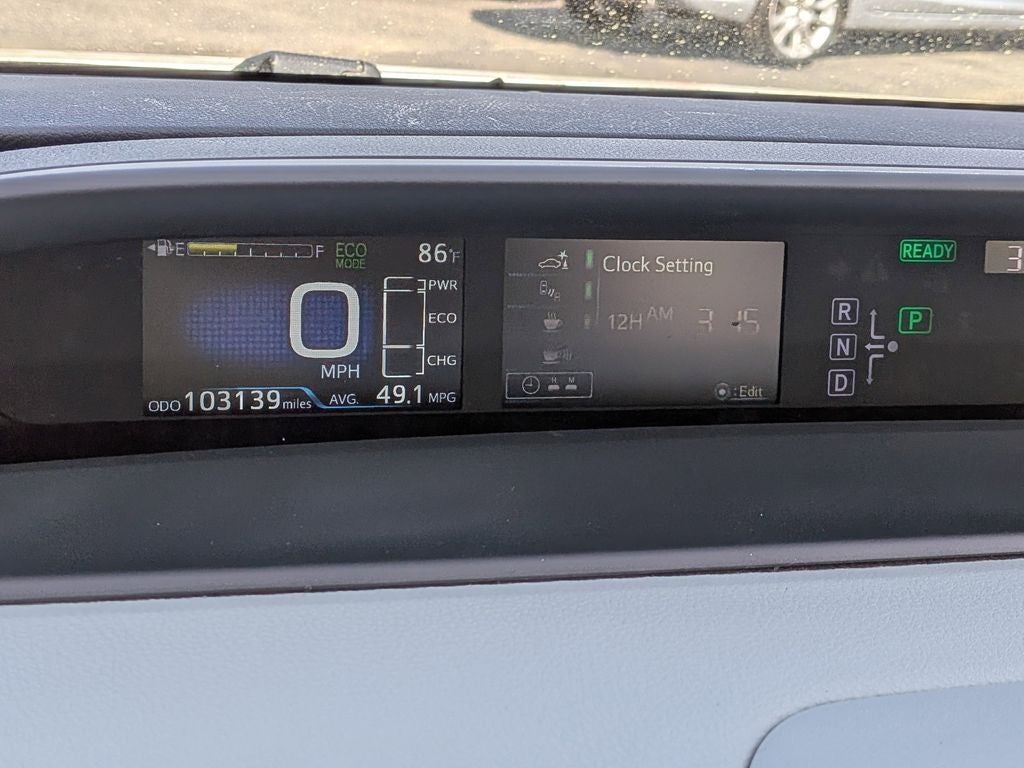 E F
ECO
MODE
86°F
PWR
ECO
CHG
0
MPH
ODO 103139 miles
AVG. 49.1 MPG
Clock Setting
12H AM 3 15
H M
:Edit
READY
3
R
N
D
P